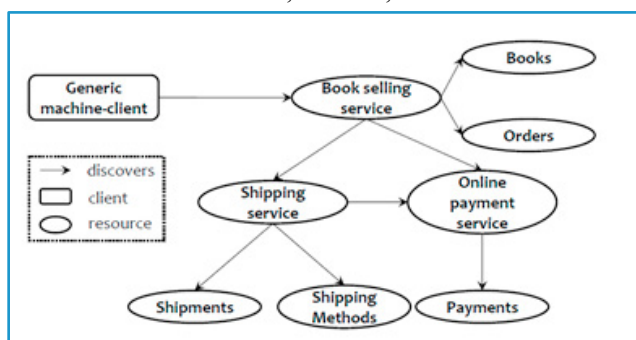 Books
Generic
machine-client
Book selling
service
Orders
discovers
client
resource
Shipping
service
Online
payment
service
Shipments
Shipping
Methods
Payments